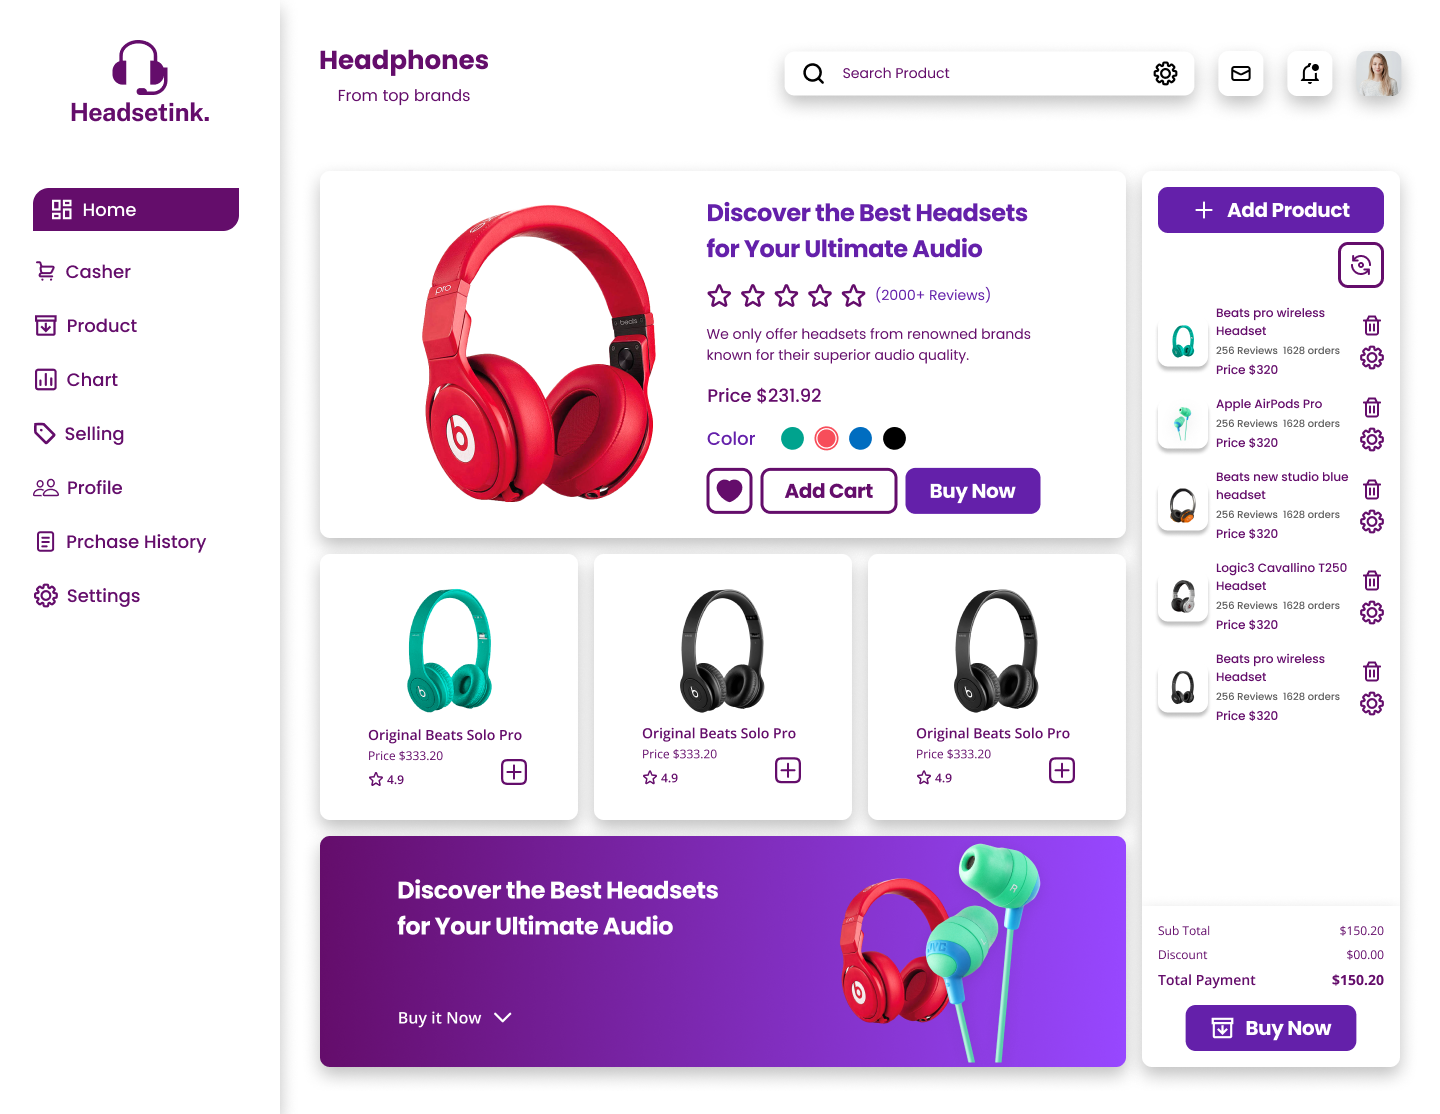 Headsetink.
Home
Casher
Product
Chart
Selling
Profile
Prchase History
Settings
Headphones
From top brands
Search Product
pro
beats
b
Discover the Best Headsets
for Your Ultimate Audio
(2000+ Reviews)
We only offer headsets from renowned brands
known for their superior audio quality.
Price $231.92
Color
Add Cart
Buy Now
Original Beats Solo Pro
Price $333.20
4.9
Original Beats Solo Pro
Price $333.20
4.9
Original Beats Solo Pro
Price $333.20
4.9
Discover the Best Headsets
for Your Ultimate Audio
Buy it Now
R
JVC
Add Product
Beats pro wireless
Headset
256 Reviews 1628 orders
Price $320
Apple AirPods Pro
256 Reviews 1628 orders
Price $320
Beats new studio blue
headset
256 Reviews 1628 orders
Price $320
Logic3 Cavallino T250
Headset
256 Reviews 1628 orders
Price $320
Beats pro wireless
Headset
256 Reviews 1628 orders
Price $320
Sub Total $150.20
Discount $00.00
Total Payment $150.20
Buy Now